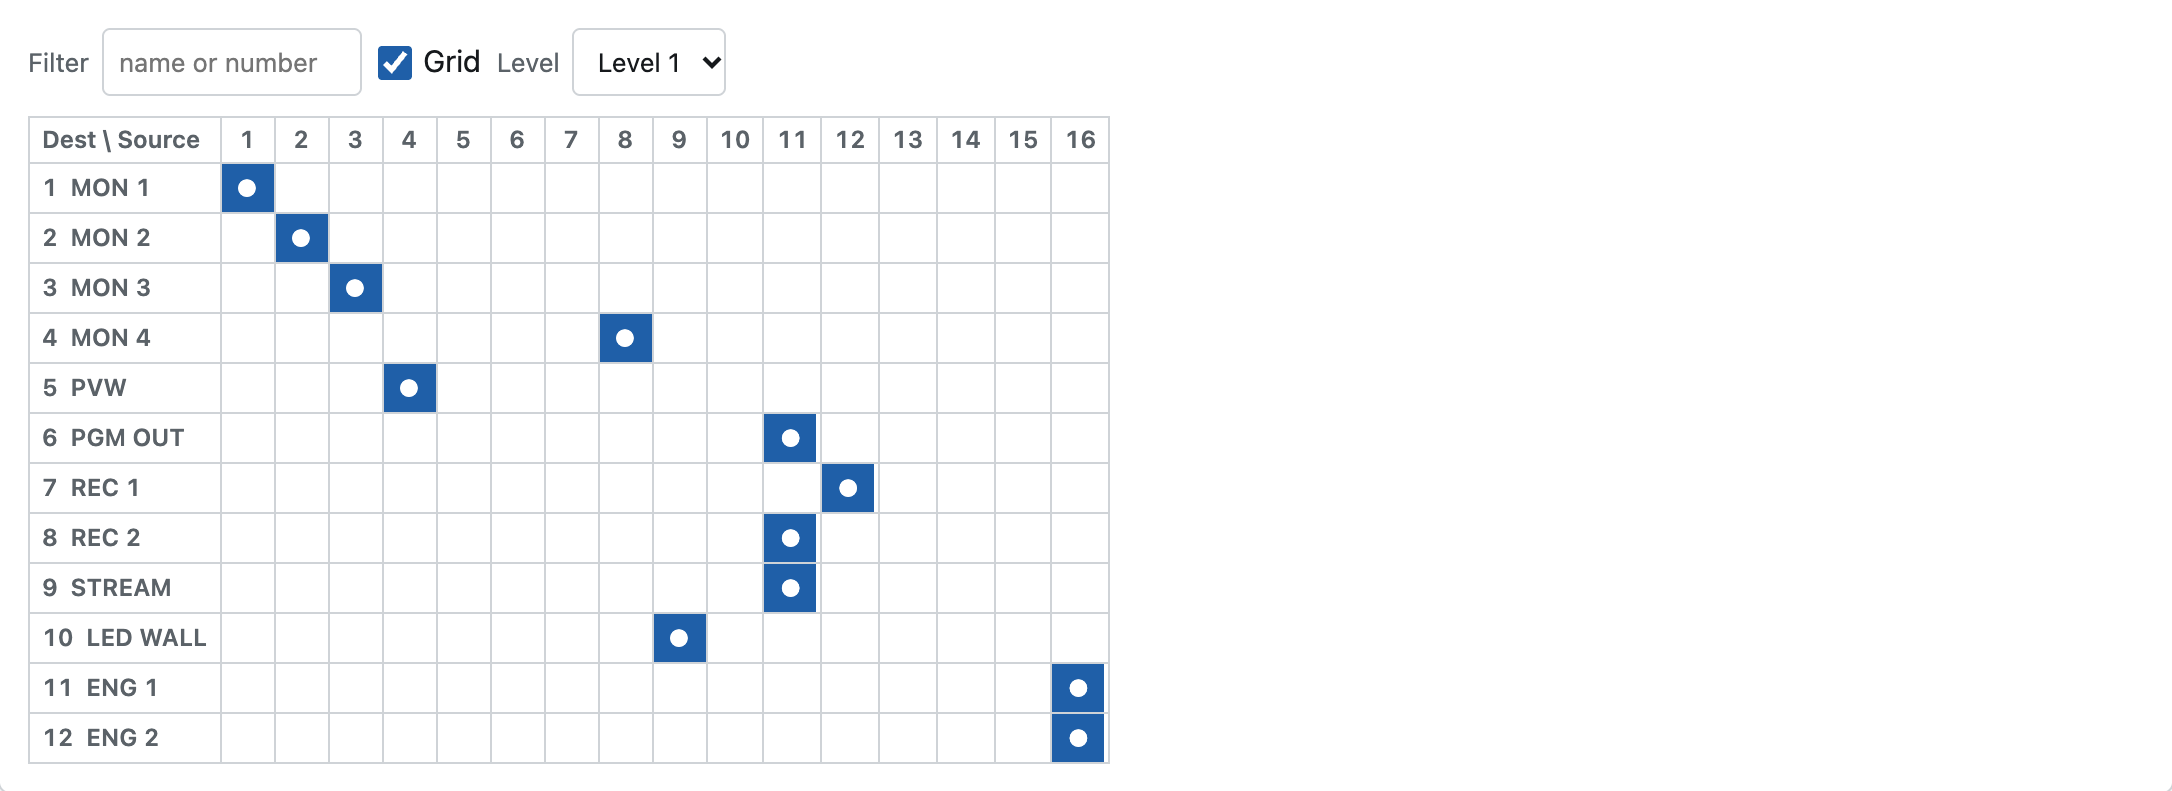 Filter name or number Grid Level Level 1
Dest \ Source 1 2 3 4 5 6 7 8 9 10 11 12 13 14 15 16
1 MON 1
2 MON 2
3 MON 3
4 MON 4
5 PVW
6 PGM OUT
7 REC 1
8 REC 2
9 STREAM
10 LED WALL
11 ENG 1
12 ENG 2